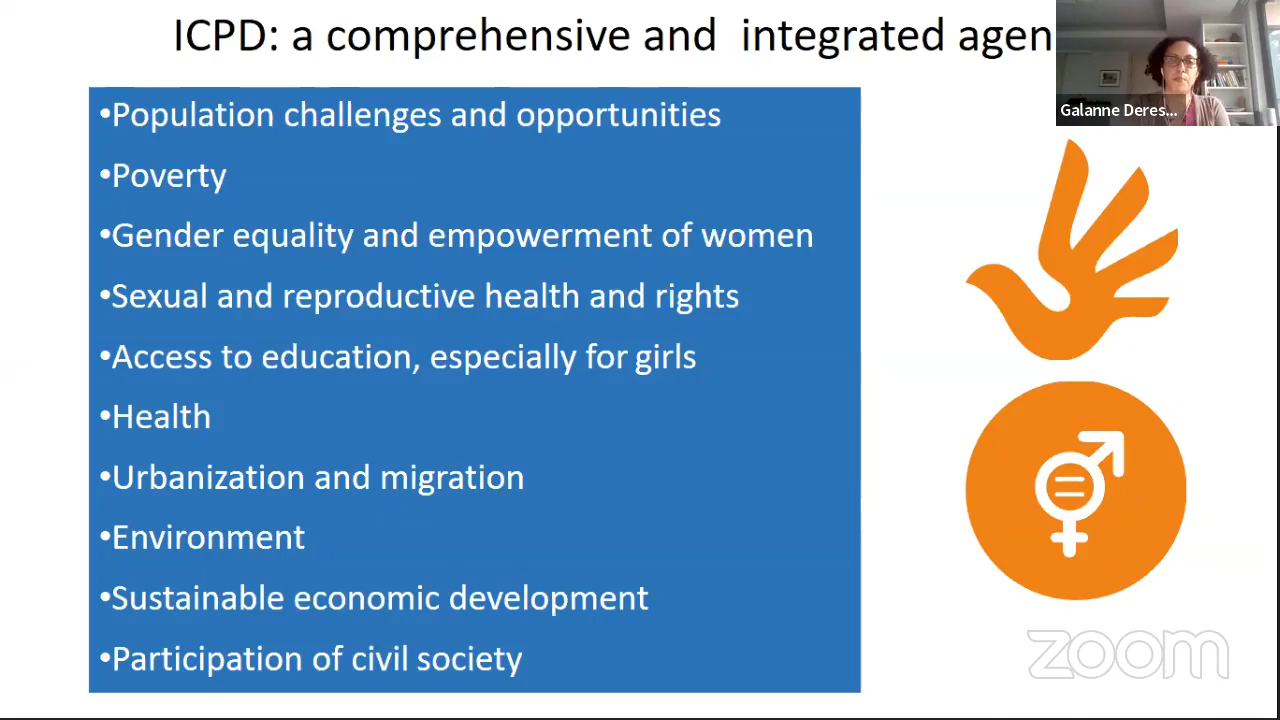 ICPD: a comprehensive and integrated agen
Galanne Deres...
•Population challenges and opportunities
•Poverty
•Gender equality and empowerment of women
•Sexual and reproductive health and rights
•Access to education, especially for girls
•Health
•Urbanization and migration
•Environment
•Sustainable economic development
•Participation of civil society
zoom